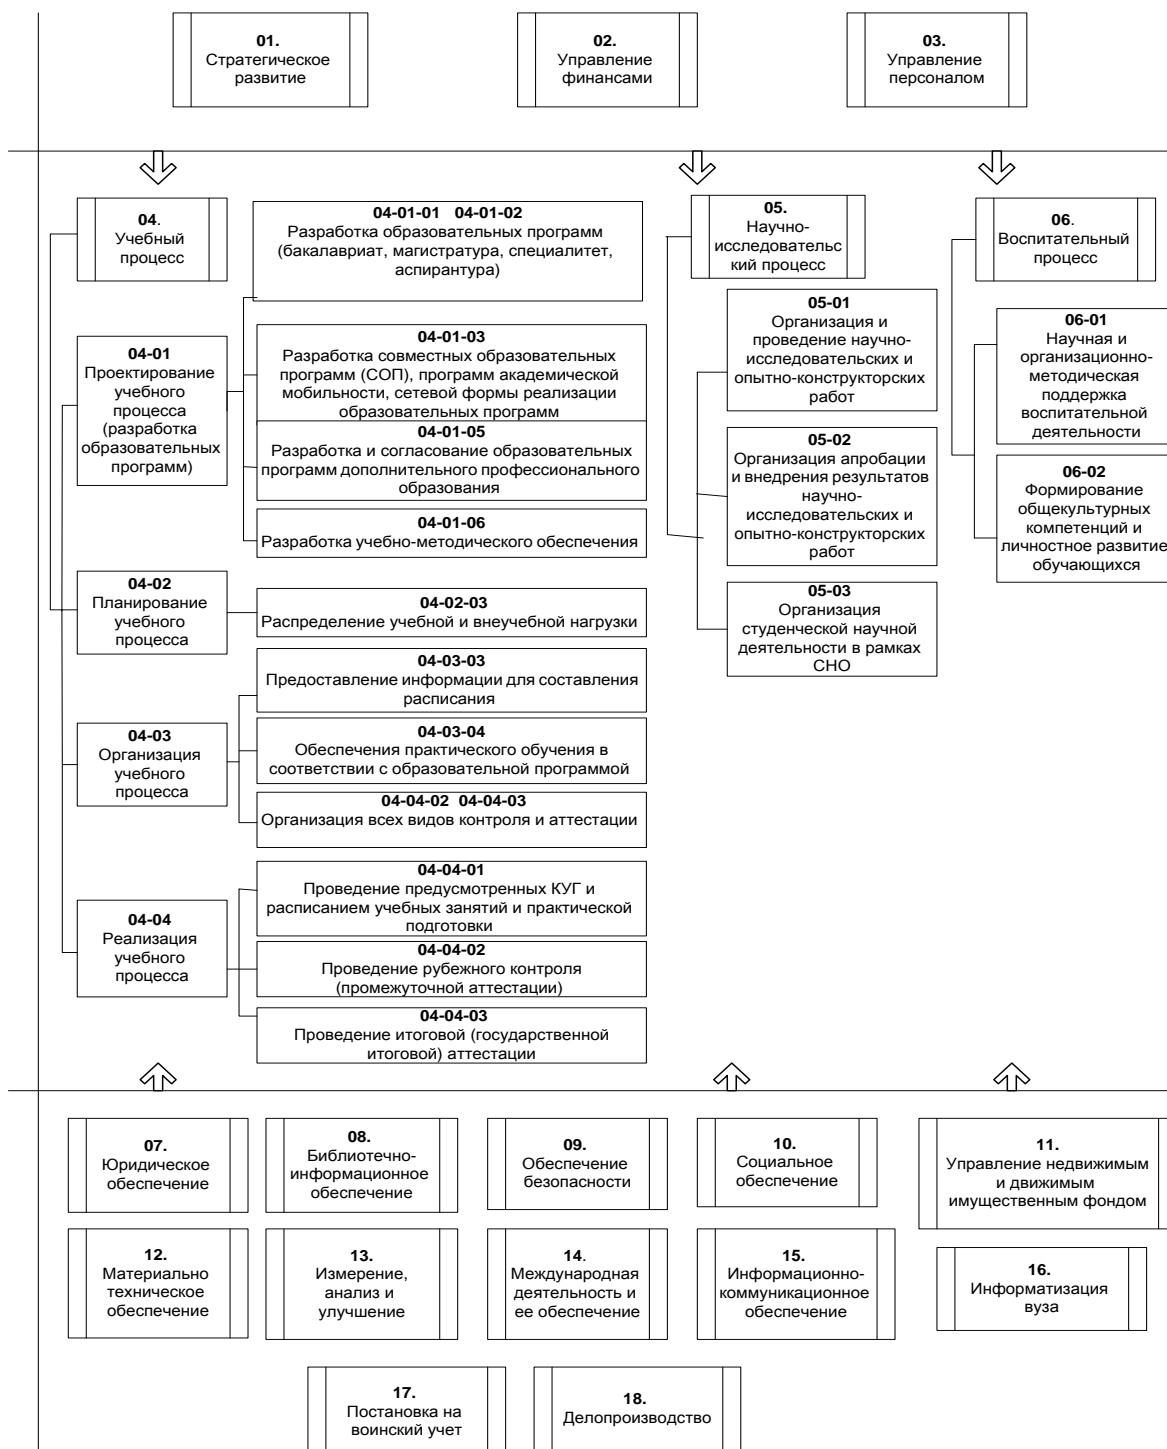 01.
Стратегическое
развитие
02.
Управление
финансами
03.
Управление
персоналом
04.
Учебный
процесс
04-01-01 04-01-02
Разработка образовательных программ
(бакалавриат, магистратура, специалитет,
аспирантура)
05.
Научно-
исследовательс
кий процесс
06.
Воспитательный
процесс
04-01
Проектирование
учебного
процесса
(разработка
образовательных
программ)
04-01-03
Разработка совместных образовательных
программ (СОП), программ академической
мобильности, сетевой формы реализации
образовательных программ
04-01-05
Разработка и согласование образовательных
программ дополнительного профессионального
образования
04-01-06
Разработка учебно-методического обеспечения
05-01
Организация и
проведение научно-
исследовательских и
опытно-конструкторских
работ
05-02
Организация апробации
и внедрения результатов
научно-
исследовательских и
опытно-конструкторских
работ
05-03
Организация
студенческой научной
деятельности в рамках
СНО
06-01
Научная и
организационно-
методическая
поддержка
воспитательной
деятельности
06-02
Формирование
общекультурных
компетенций и
личностное развитие
обучающихся
04-02
Планирование
учебного
процесса
04-02-03
Распределение учебной и внеучебной нагрузки
04-03
Организация
учебного
процесса
04-03-03
Предоставление информации для составления
расписания
04-03-04
Обеспечения практического обучения в
соответствии с образовательной программой
04-04-02 04-04-03
Организация всех видов контроля и аттестации
04-04
Реализация
учебного
процесса
04-04-01
Проведение предусмотренных КУГ и
расписанием учебных занятий и практической
подготовки
04-04-02
Проведение рубежного контроля
(промежуточной аттестации)
04-04-03
Проведение итоговой (государственной
итоговой) аттестации
07.
Юридическое
обеспечение
08.
Библиотечно-
информационное
обеспечение
09.
Обеспечение
безопасности
10.
Социальное
обеспечение
11.
Управление недвижимым
и движимым
имущественным фондом
12.
Материально
техническое
обеспечение
13.
Измерение,
анализ и
улучшение
14.
Международная
деятельность и
ее обеспечение
15.
Информационно-
коммуникационное
обеспечение
16.
Информатизация
вуза
17.
Постановка на
воинский учет
18.
Делопроизводство